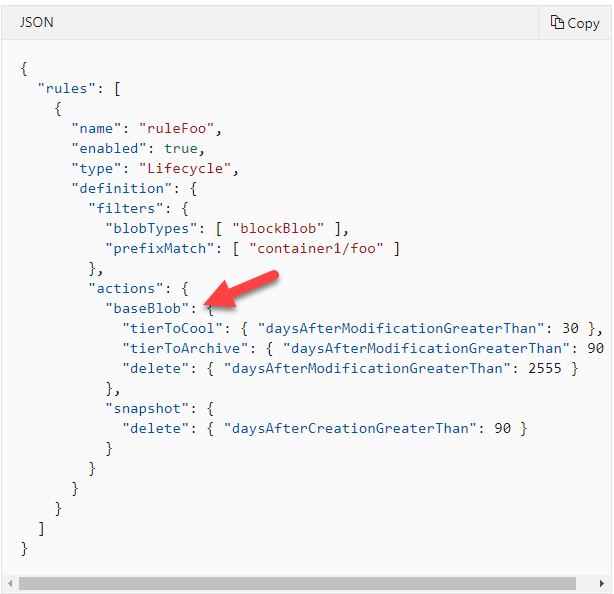 JSON
Copy
{
  "rules": [
    {
      "name": "ruleFoo",
      "enabled": true,
      "type": "Lifecycle",
      "definition": {
        "filters": {
          "blobTypes": [ "blockBlob" ],
          "prefixMatch": [ "container1/foo" ]
        },
        "actions": {
          "baseBlob": {
            "tierToCool": { "daysAfterModificationGreaterThan": 30 },
            "tierToArchive": { "daysAfterModificationGreaterThan": 90
            "delete": { "daysAfterModificationGreaterThan": 2555 }
          },
          "snapshot": {
            "delete": { "daysAfterCreationGreaterThan": 90 }
          }
        }
      }
    }
  ]
}